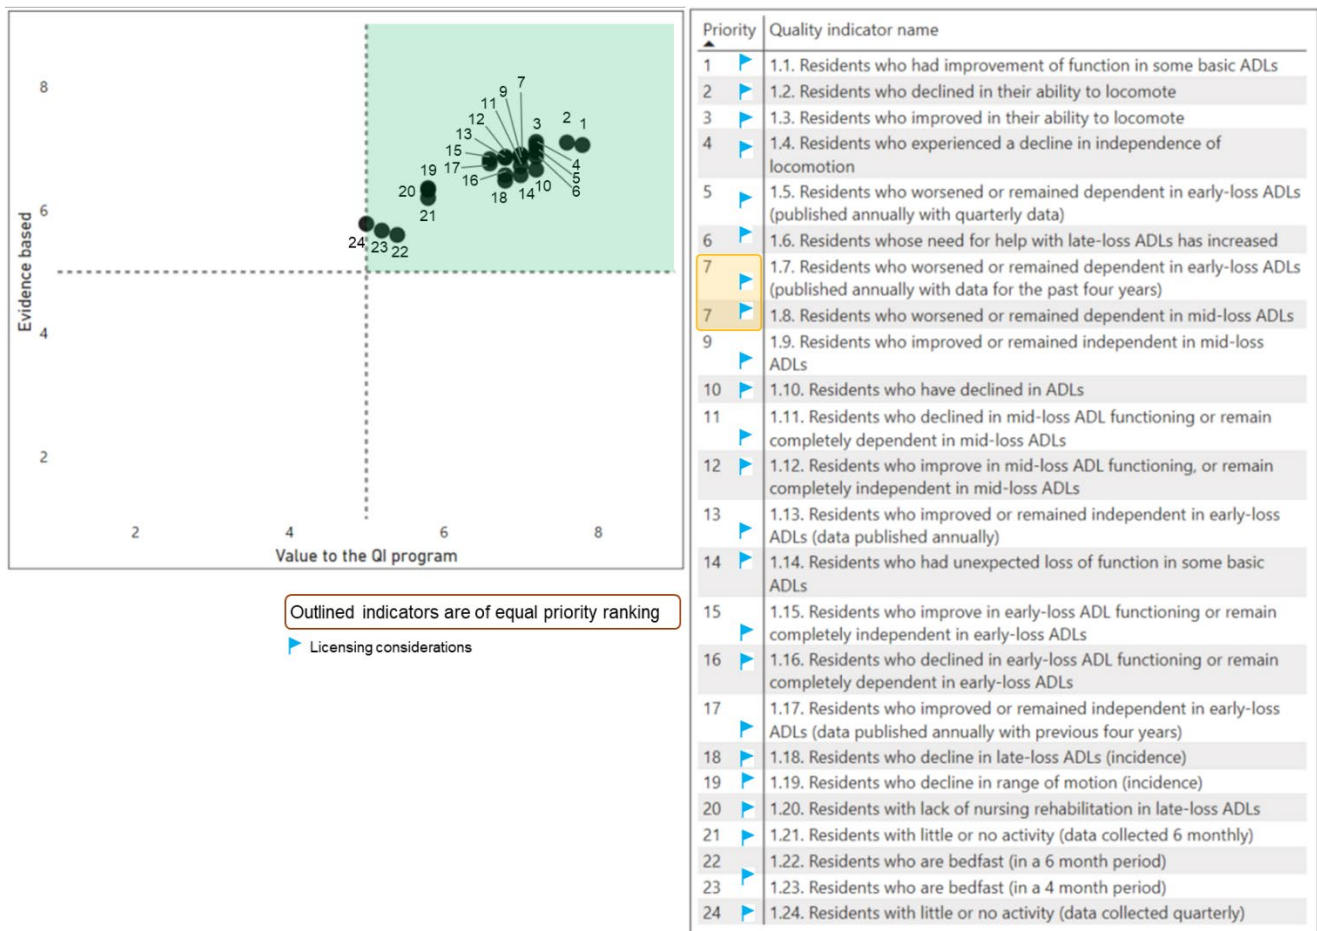 8
6
4
2
Evidence based
2 4 6 8
Value to the QI program
7
9
11
12
13
15
17
16
18
14
10
3
2
1
4
5
6
19
20
21
24
23
22
Outlined indicators are of equal priority ranking
Licensing considerations
Priority Quality indicator name
1 1.1. Residents who had improvement of function in some basic ADLs
2 1.2. Residents who declined in their ability to locomote
3 1.3. Residents who improved in their ability to locomote
4 1.4. Residents who experienced a decline in independence of
locomotion
5 1.5. Residents who worsened or remained dependent in early-loss ADLs
(published annually with quarterly data)
6 1.6. Residents whose need for help with late-loss ADLs has increased
7 1.7. Residents who worsened or remained dependent in early-loss ADLs
(published annually with data for the past four years)
7 1.8. Residents who worsened or remained dependent in mid-loss ADLs
9 1.9. Residents who improved or remained independent in mid-loss
ADLs
10 1.10. Residents who have declined in ADLs
11 1.11. Residents who declined in mid-loss ADL functioning or remain
completely dependent in mid-loss ADLs
12 1.12. Residents who improve in mid-loss ADL functioning, or remain
completely independent in mid-loss ADLs
13 1.13. Residents who improved or remained independent in early-loss
ADLs (data published annually)
14 1.14. Residents who had unexpected loss of function in some basic
ADLs
15 1.15. Residents who improve in early-loss ADL functioning or remain
completely independent in early-loss ADLs
16 1.16. Residents who declined in early-loss ADL functioning or remain
completely dependent in early-loss ADLs
17 1.17. Residents who improved or remained independent in early-loss
ADLs (data published annually with previous four years)
18 1.18. Residents who decline in late-loss ADLs (incidence)
19 1.19. Residents who decline in range of motion (incidence)
20 1.20. Residents with lack of nursing rehabilitation in late-loss ADLs
21 1.21. Residents with little or no activity (data collected 6 monthly)
22 1.22. Residents who are bedfast (in a 6 month period)
23 1.23. Residents who are bedfast (in a 4 month period)
24 1.24. Residents with little or no activity (data collected quarterly)